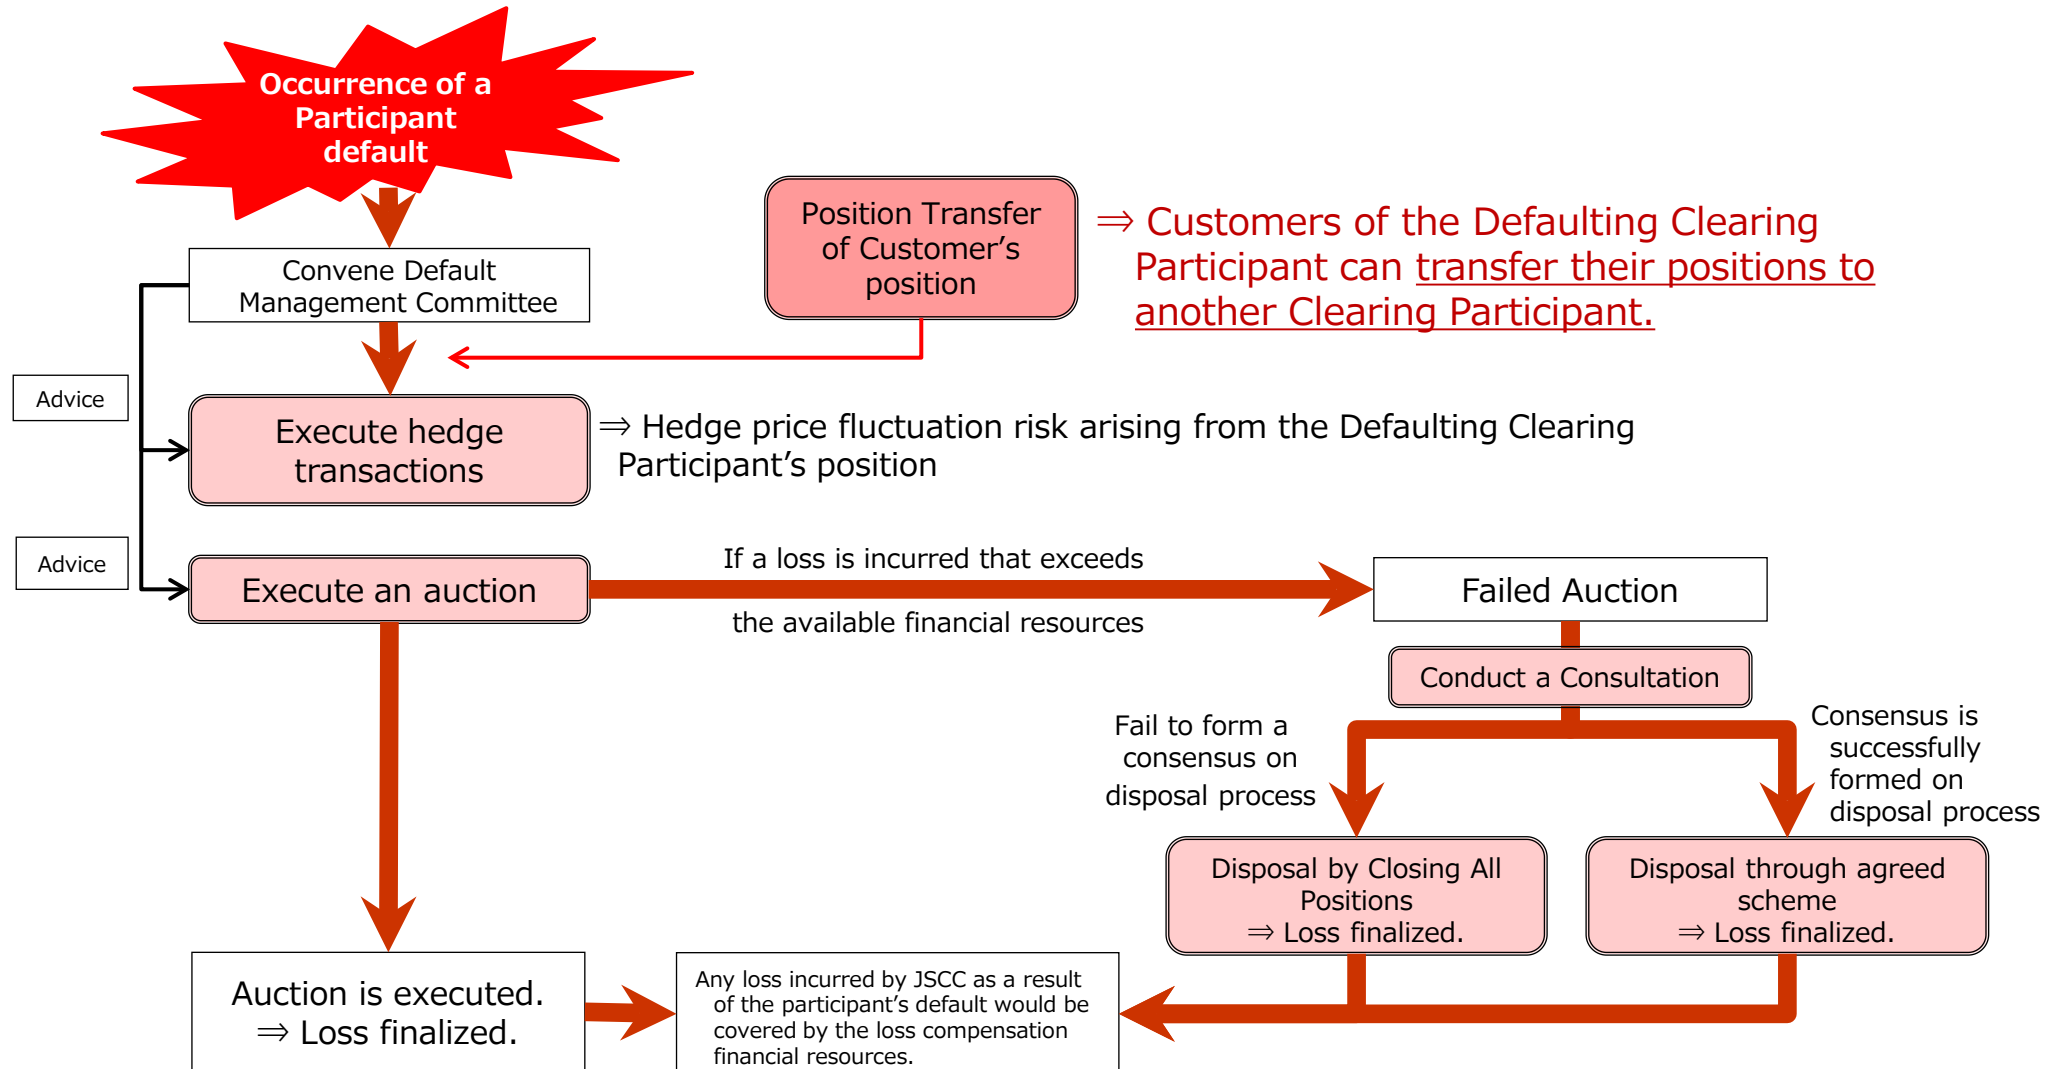 Occurrence of a
Participant
default
Convene Default
Management Committee
Position Transfer
of Customer’s
position
⇒ Customers of the Defaulting Clearing
Participant can transfer their positions to
another Clearing Participant.
Advice
Execute hedge
transactions
⇒ Hedge price fluctuation risk arising from the Defaulting Clearing
Participant’s position
Advice
Execute an auction
If a loss is incurred that exceeds
the available financial resources
Failed Auction
Conduct a Consultation
Fail to form a
consensus on
disposal process
Consensus is
successfully
formed on
disposal process
Disposal by Closing All
Positions
⇒ Loss finalized.
Disposal through agreed
scheme
⇒ Loss finalized.
Auction is executed.
⇒ Loss finalized.
Any loss incurred by JSCC as a result
of the participant’s default would be
covered by the loss compensation
financial resources.